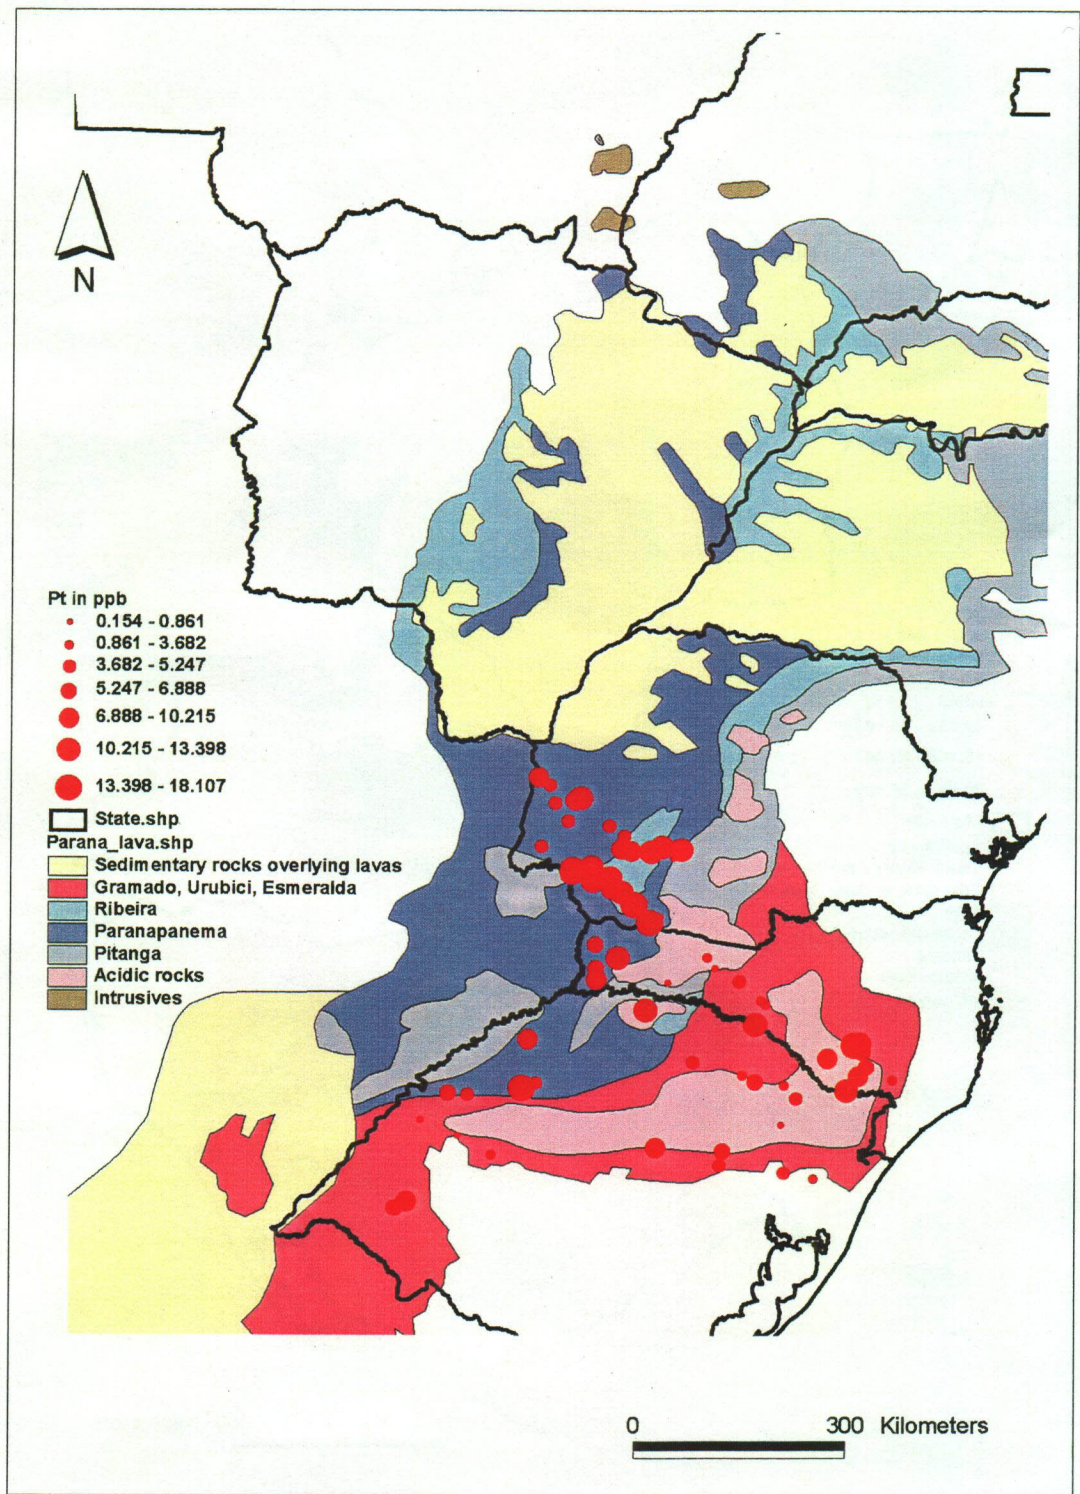 N
Pt in ppb
0.154 - 0.861
0.861 - 3.682
3.682 - 5.247
5.247 - 6.888
6.888 - 10.215
10.215 - 13.398
13.398 - 18.107
State.shp
Parana_lava.shp
Sedimentary rocks overlying lavas
Gramado, Urubici, Esmeralda
Ribeira
Paranapanema
Pitanga
Acidic rocks
Intrusives
0 300 Kilometers